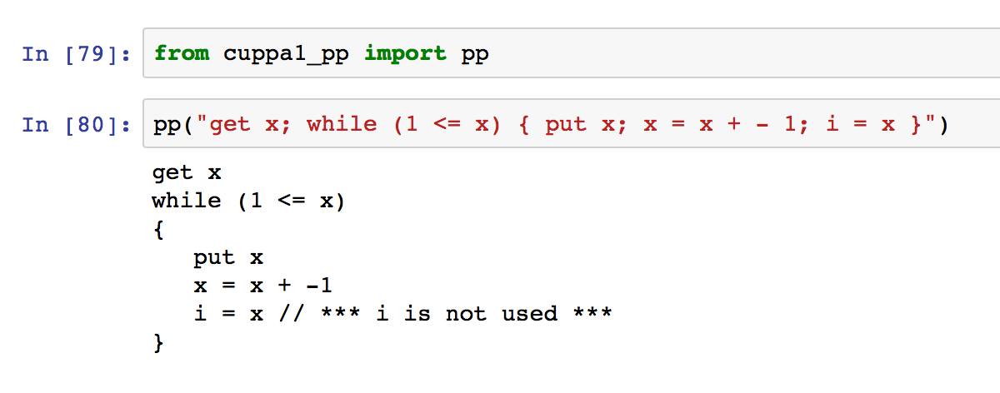 In [79]: from cuppa1_pp import pp
In [80]: pp("get x; while (1 <= x) { put x; x = x + - 1; i = x }")
get x
while (1 <= x)
{
   put x
   x = x + -1
   i = x // *** i is not used ***
}